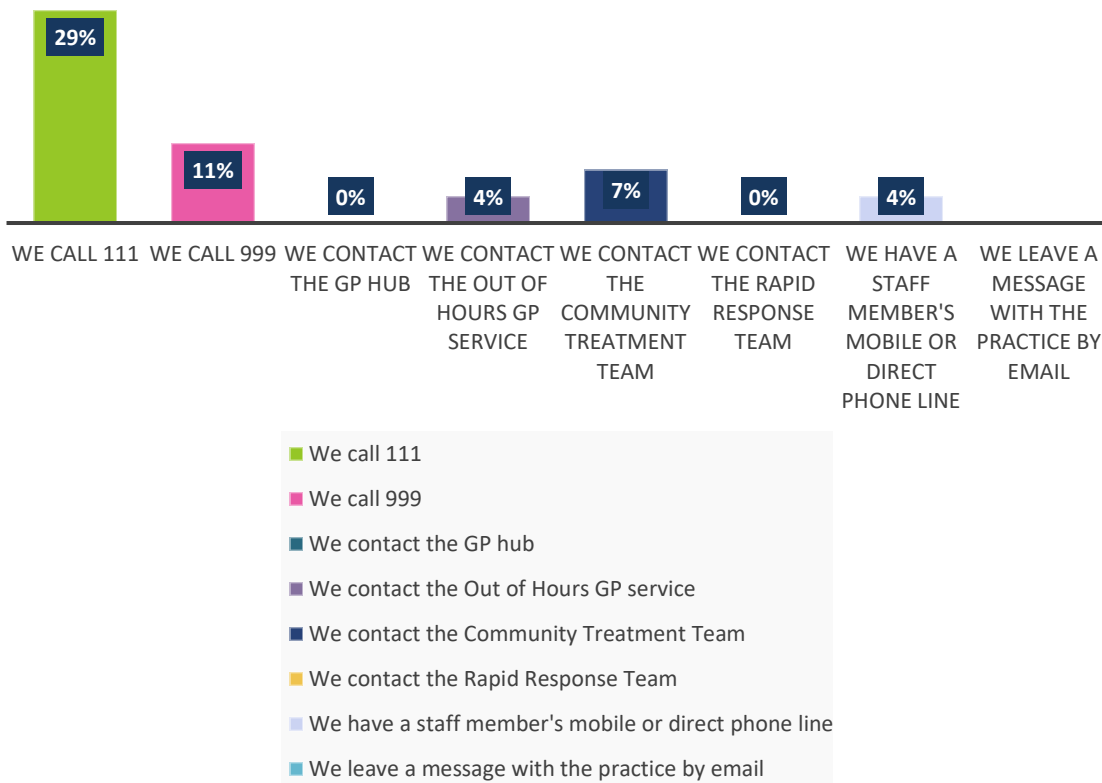 29%
11%
0%
4%
7%
0%
4%
WE CALL 111
WE CALL 999
WE CONTACT
THE GP HUB
WE CONTACT
THE OUT OF
HOURS GP
SERVICE
WE CONTACT
THE
COMMUNITY
TREATMENT
TEAM
WE CONTACT
THE RAPID
RESPONSE
TEAM
WE HAVE A
STAFF
MEMBER'S
MOBILE OR
DIRECT
PHONE LINE
WE LEAVE A
MESSAGE
WITH THE
PRACTICE BY
EMAIL
We call 111
We call 999
We contact the GP hub
We contact the Out of Hours GP service
We contact the Community Treatment Team
We contact the Rapid Response Team
We have a staff member's mobile or direct phone line
We leave a message with the practice by email